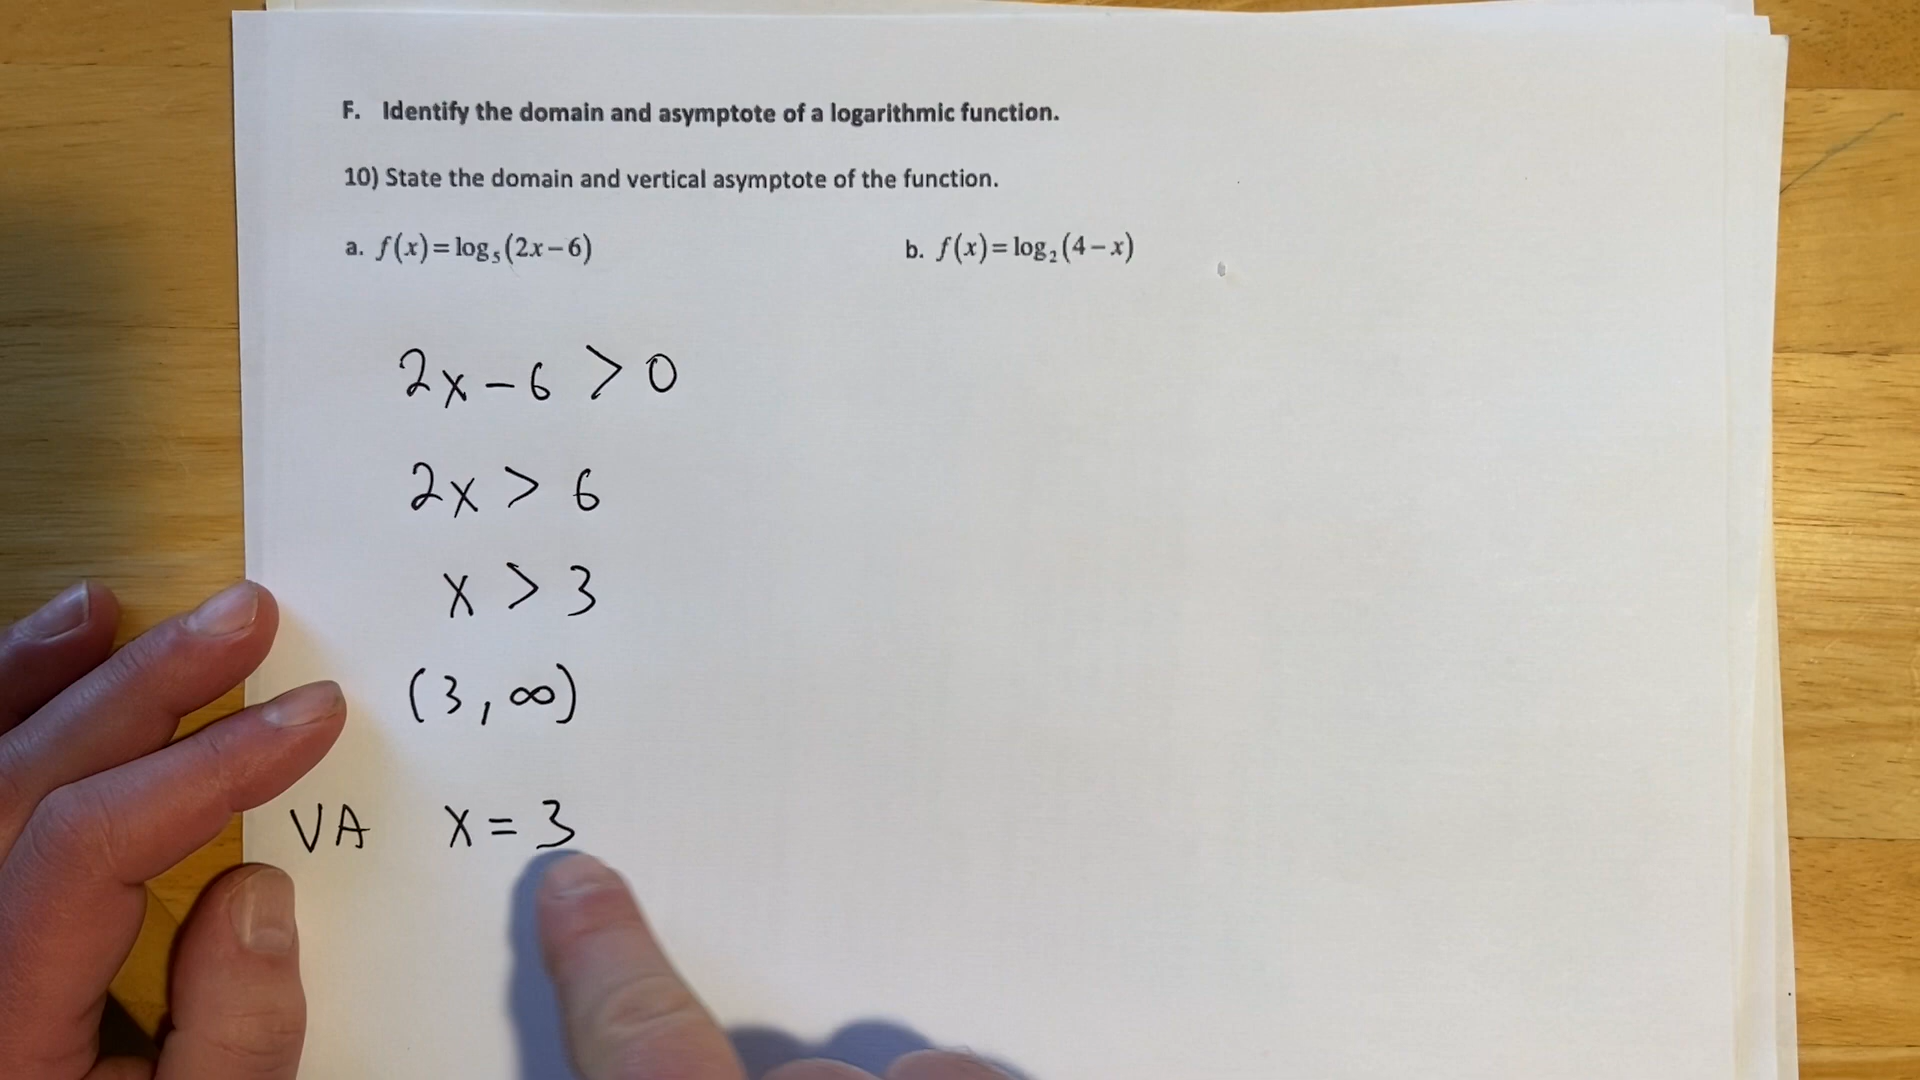 F. Identify the domain and asymptote of a logarithmic function.
10) State the domain and vertical asymptote of the function.
a. f(x)=log₅(2x−6)
b. f(x)=log₂(4−x)
2x − 6 > 0
2x > 6
x > 3
(3, ∞)
VA x = 3